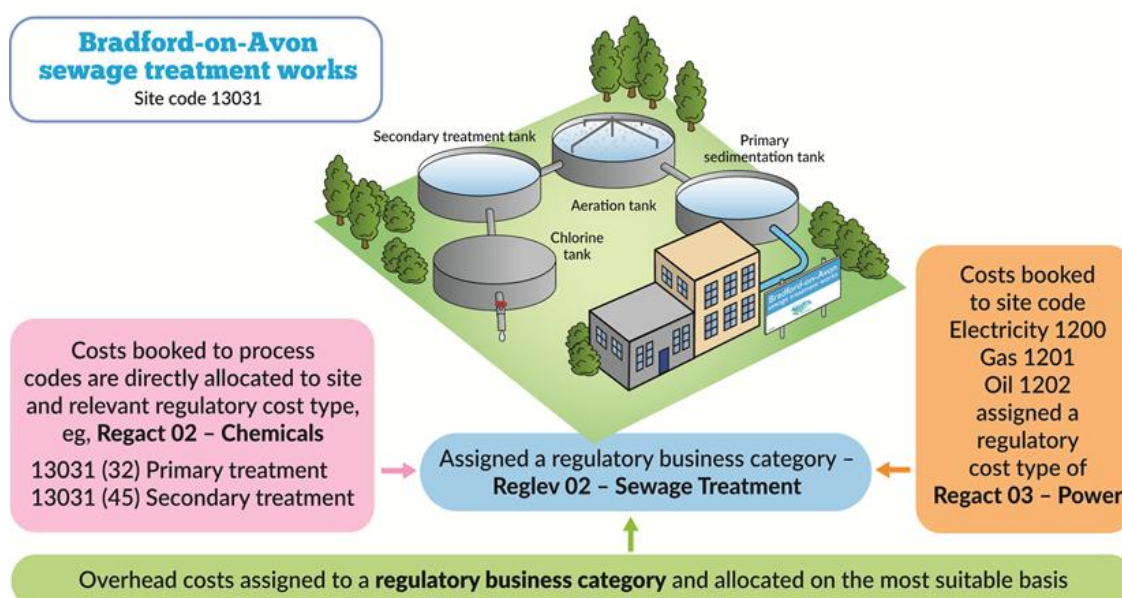 Bradford-on-Avon
sewage treatment works
Site code 13031
Secondary treatment tank
Primary
sedimentation tank
Aeration tank
Chlorine
tank
Bradford-on-Avon
sewage treatment works
Costs booked to process
codes are directly allocated to site
and relevant regulatory cost type,
eg, Regact 02 – Chemicals
13031 (32) Primary treatment
13031 (45) Secondary treatment
Assigned a regulatory business category –
Reglev 02 – Sewage Treatment
Costs booked
to site code
Electricity 1200
Gas 1201
Oil 1202
assigned a
regulatory
cost type of
Regact 03 – Power
Overhead costs assigned to a regulatory business category and allocated on the most suitable basis